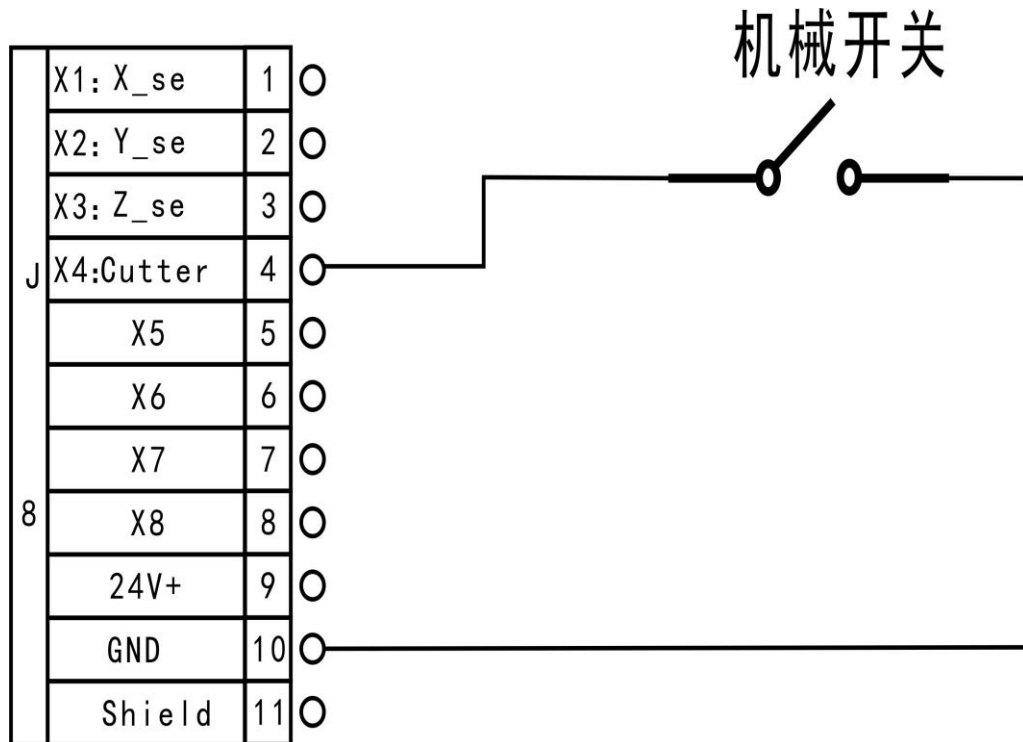 机械开关
X1: X_se 1
X2: Y_se 2
X3: Z_se 3
J
X4:Cutter 4
X5 5
X6 6
X7 7
8
X8 8
24V+ 9
GND 10
Shield 11